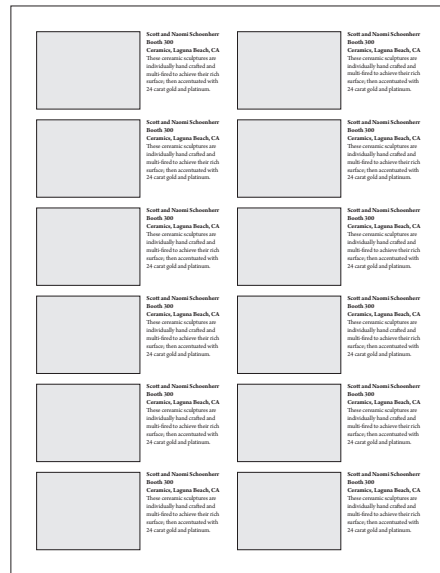 Scott and Naomi Schoenherr
Booth 300
Ceramics, Laguna Beach, CA
These ceramic sculptures are
individually hand crafted and
multi-fired to achieve their rich
surface; then accentuated with
24 carat gold and platinum.
Scott and Naomi Schoenherr
Booth 300
Ceramics, Laguna Beach, CA
These ceramic sculptures are
individually hand crafted and
multi-fired to achieve their rich
surface; then accentuated with
24 carat gold and platinum.
Scott and Naomi Schoenherr
Booth 300
Ceramics, Laguna Beach, CA
These ceramic sculptures are
individually hand crafted and
multi-fired to achieve their rich
surface; then accentuated with
24 carat gold and platinum.
Scott and Naomi Schoenherr
Booth 300
Ceramics, Laguna Beach, CA
These ceramic sculptures are
individually hand crafted and
multi-fired to achieve their rich
surface; then accentuated with
24 carat gold and platinum.
Scott and Naomi Schoenherr
Booth 300
Ceramics, Laguna Beach, CA
These ceramic sculptures are
individually hand crafted and
multi-fired to achieve their rich
surface; then accentuated with
24 carat gold and platinum.
Scott and Naomi Schoenherr
Booth 300
Ceramics, Laguna Beach, CA
These ceramic sculptures are
individually hand crafted and
multi-fired to achieve their rich
surface; then accentuated with
24 carat gold and platinum.
Scott and Naomi Schoenherr
Booth 300
Ceramics, Laguna Beach, CA
These ceramic sculptures are
individually hand crafted and
multi-fired to achieve their rich
surface; then accentuated with
24 carat gold and platinum.
Scott and Naomi Schoenherr
Booth 300
Ceramics, Laguna Beach, CA
These ceramic sculptures are
individually hand crafted and
multi-fired to achieve their rich
surface; then accentuated with
24 carat gold and platinum.
Scott and Naomi Schoenherr
Booth 300
Ceramics, Laguna Beach, CA
These ceramic sculptures are
individually hand crafted and
multi-fired to achieve their rich
surface; then accentuated with
24 carat gold and platinum.
Scott and Naomi Schoenherr
Booth 300
Ceramics, Laguna Beach, CA
These ceramic sculptures are
individually hand crafted and
multi-fired to achieve their rich
surface; then accentuated with
24 carat gold and platinum.
Scott and Naomi Schoenherr
Booth 300
Ceramics, Laguna Beach, CA
These ceramic sculptures are
individually hand crafted and
multi-fired to achieve their rich
surface; then accentuated with
24 carat gold and platinum.
Scott and Naomi Schoenherr
Booth 300
Ceramics, Laguna Beach, CA
These ceramic sculptures are
individually hand crafted and
multi-fired to achieve their rich
surface; then accentuated with
24 carat gold and platinum.